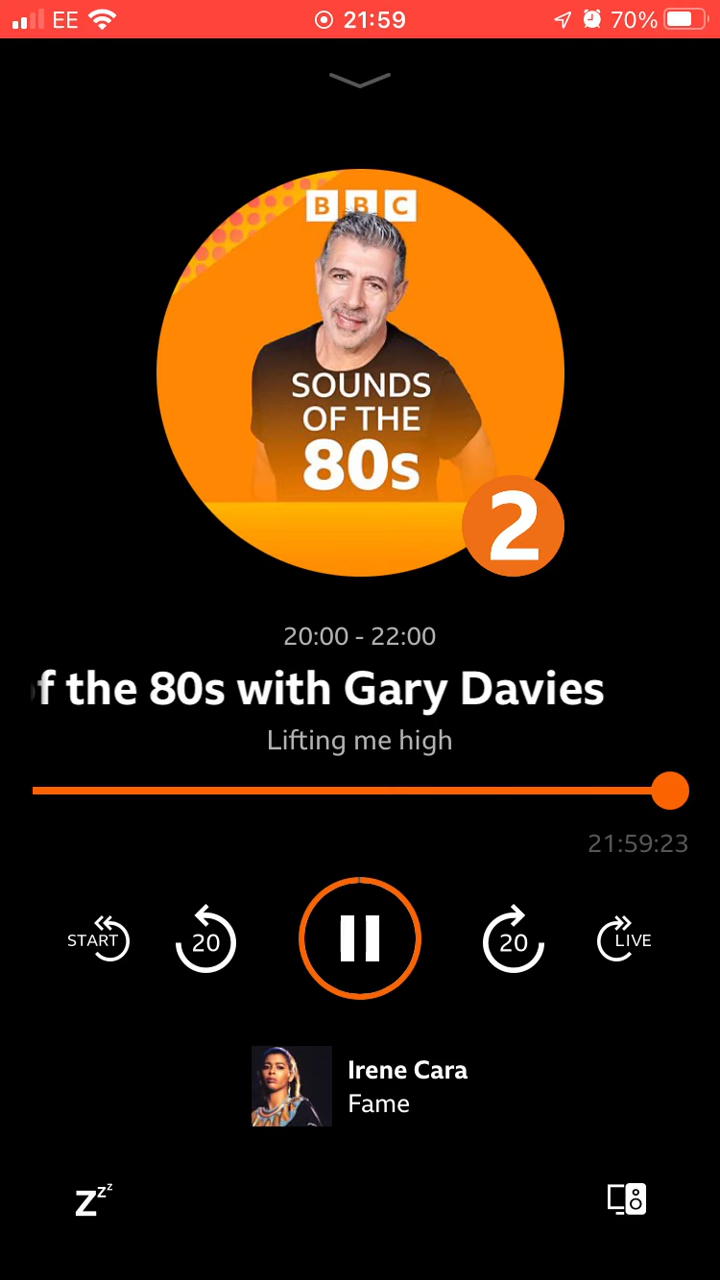 EE 21:59 70%
BBC
SOUNDS
OF THE
80s
2
20:00 - 22:00
f the 80s with Gary Davies
Lifting me high
21:59:23
START 20 20 LIVE
Irene Cara
Fame
Zzz